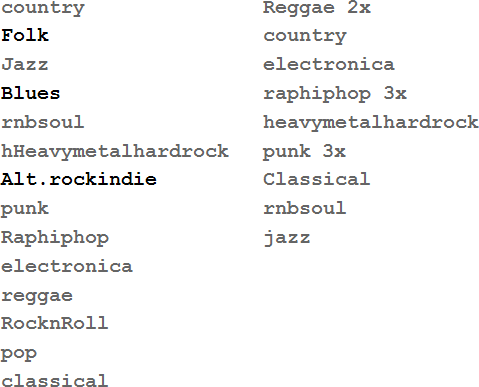 country
Folk
Jazz
Blues
rnbsoul
hHeavymetalhardrock
Alt.rockindie
punk
Raphiphop
electronica
reggae
RocknRoll
pop
classical
Reggae 2x
country
electronica
raphiphop 3x
heavymetalhardrock
punk 3x
Classical
rnbsoul
jazz